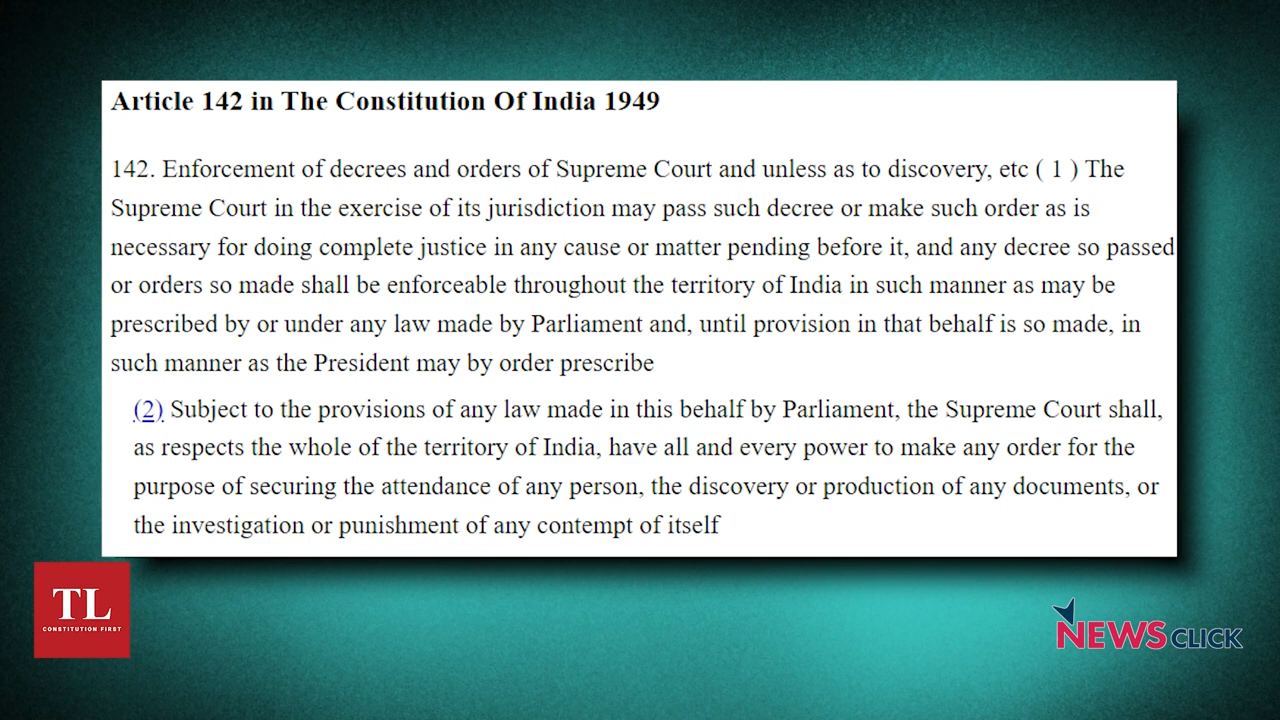 Article 142 in The Constitution Of India 1949
142. Enforcement of decrees and orders of Supreme Court and unless as to discovery, etc ( 1 ) The
Supreme Court in the exercise of its jurisdiction may pass such decree or make such order as is
necessary for doing complete justice in any cause or matter pending before it, and any decree so passed
or orders so made shall be enforceable throughout the territory of India in such manner as may be
prescribed by or under any law made by Parliament and, until provision in that behalf is so made, in
such manner as the President may by order prescribe
(2) Subject to the provisions of any law made in this behalf by Parliament, the Supreme Court shall,
as respects the whole of the territory of India, have all and every power to make any order for the
purpose of securing the attendance of any person, the discovery or production of any documents, or
the investigation or punishment of any contempt of itself
TL
CONSTITUTION FIRST
NEWSCLICK